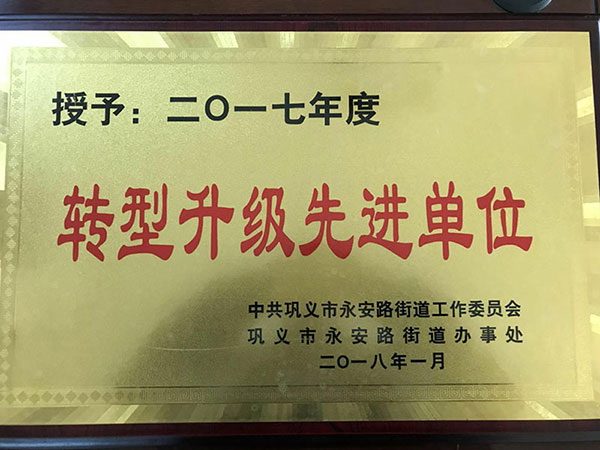 授予：二〇一七年度
转型升级先进单位
中共巩义市永安路街道工作委员会
巩义市永安路街道办事处
二〇一八年一月